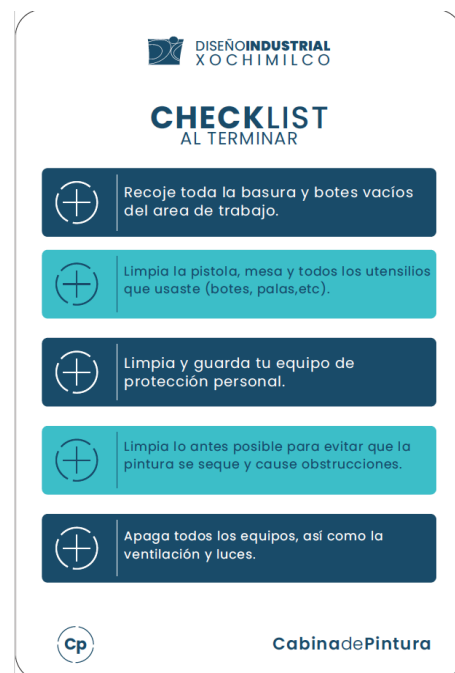 DISEÑOINDUSTRIAL
XOCHIMILCO
CHECKLIST
AL TERMINAR
Recoje toda la basura y botes vacíos
del area de trabajo.
Limpia la pistola, mesa y todos los utensilios
que usaste (botes, palas,etc).
Limpia y guarda tu equipo de
protección personal.
Limpia lo antes posible para evitar que la
pintura se seque y cause obstrucciones.
Apaga todos los equipos, así como la
ventilación y luces.
Cp
CabinadePintura